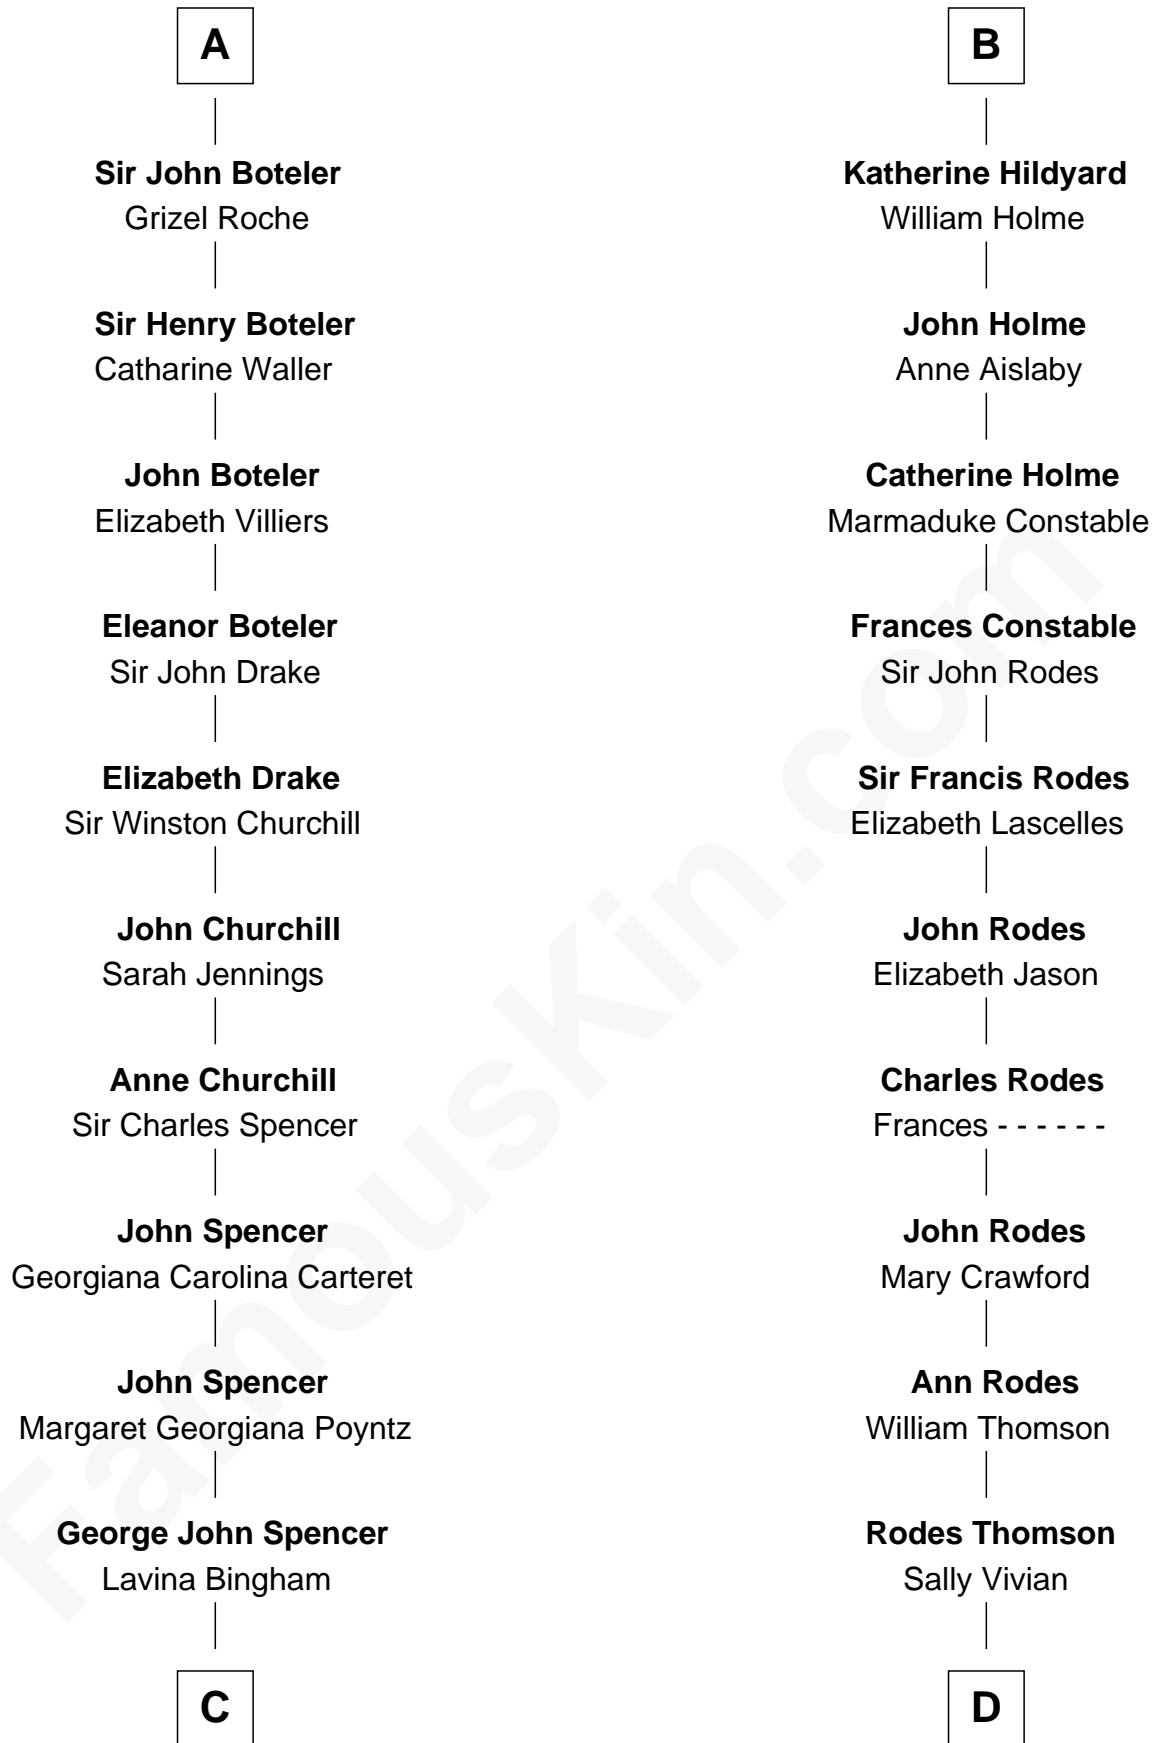 A
Sir John Boteler
Grizel Roche
Sir Henry Boteler
Catharine Waller
John Boteler
Elizabeth Villiers
Eleanor Boteler
Sir John Drake
Elizabeth Drake
Sir Winston Churchill
John Churchill
Sarah Jennings
Anne Churchill
Sir Charles Spencer
John Spencer
Georgiana Carolina Carteret
John Spencer
Margaret Georgiana Poyntz
George John Spencer
Lavina Bingham
C
B
Katherine Hildyard
William Holme
John Holme
Anne Aislaby
Catherine Holme
Marmaduke Constable
Frances Constable
Sir John Rodes
Sir Francis Rodes
Elizabeth Lascelles
John Rodes
Elizabeth Jason
Charles Rodes
Frances - - - - - -
John Rodes
Mary Crawford
Ann Rodes
William Thomson
Rodes Thomson
Sally Vivian
D
FamousKin.com